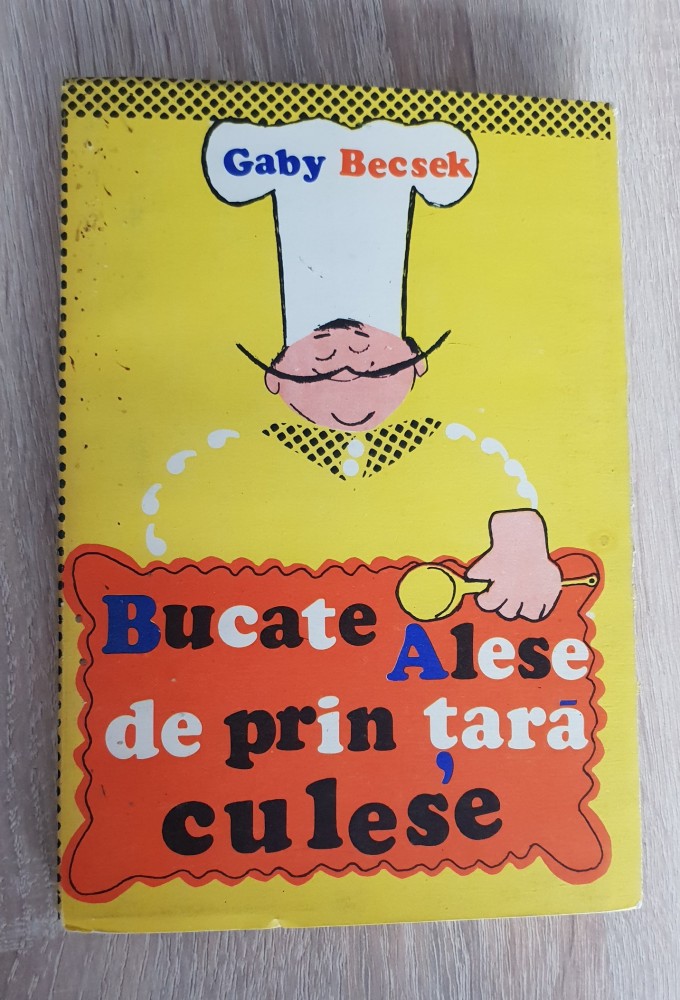 Gaby Becsek
Bucate Alese
de prin țară
culese